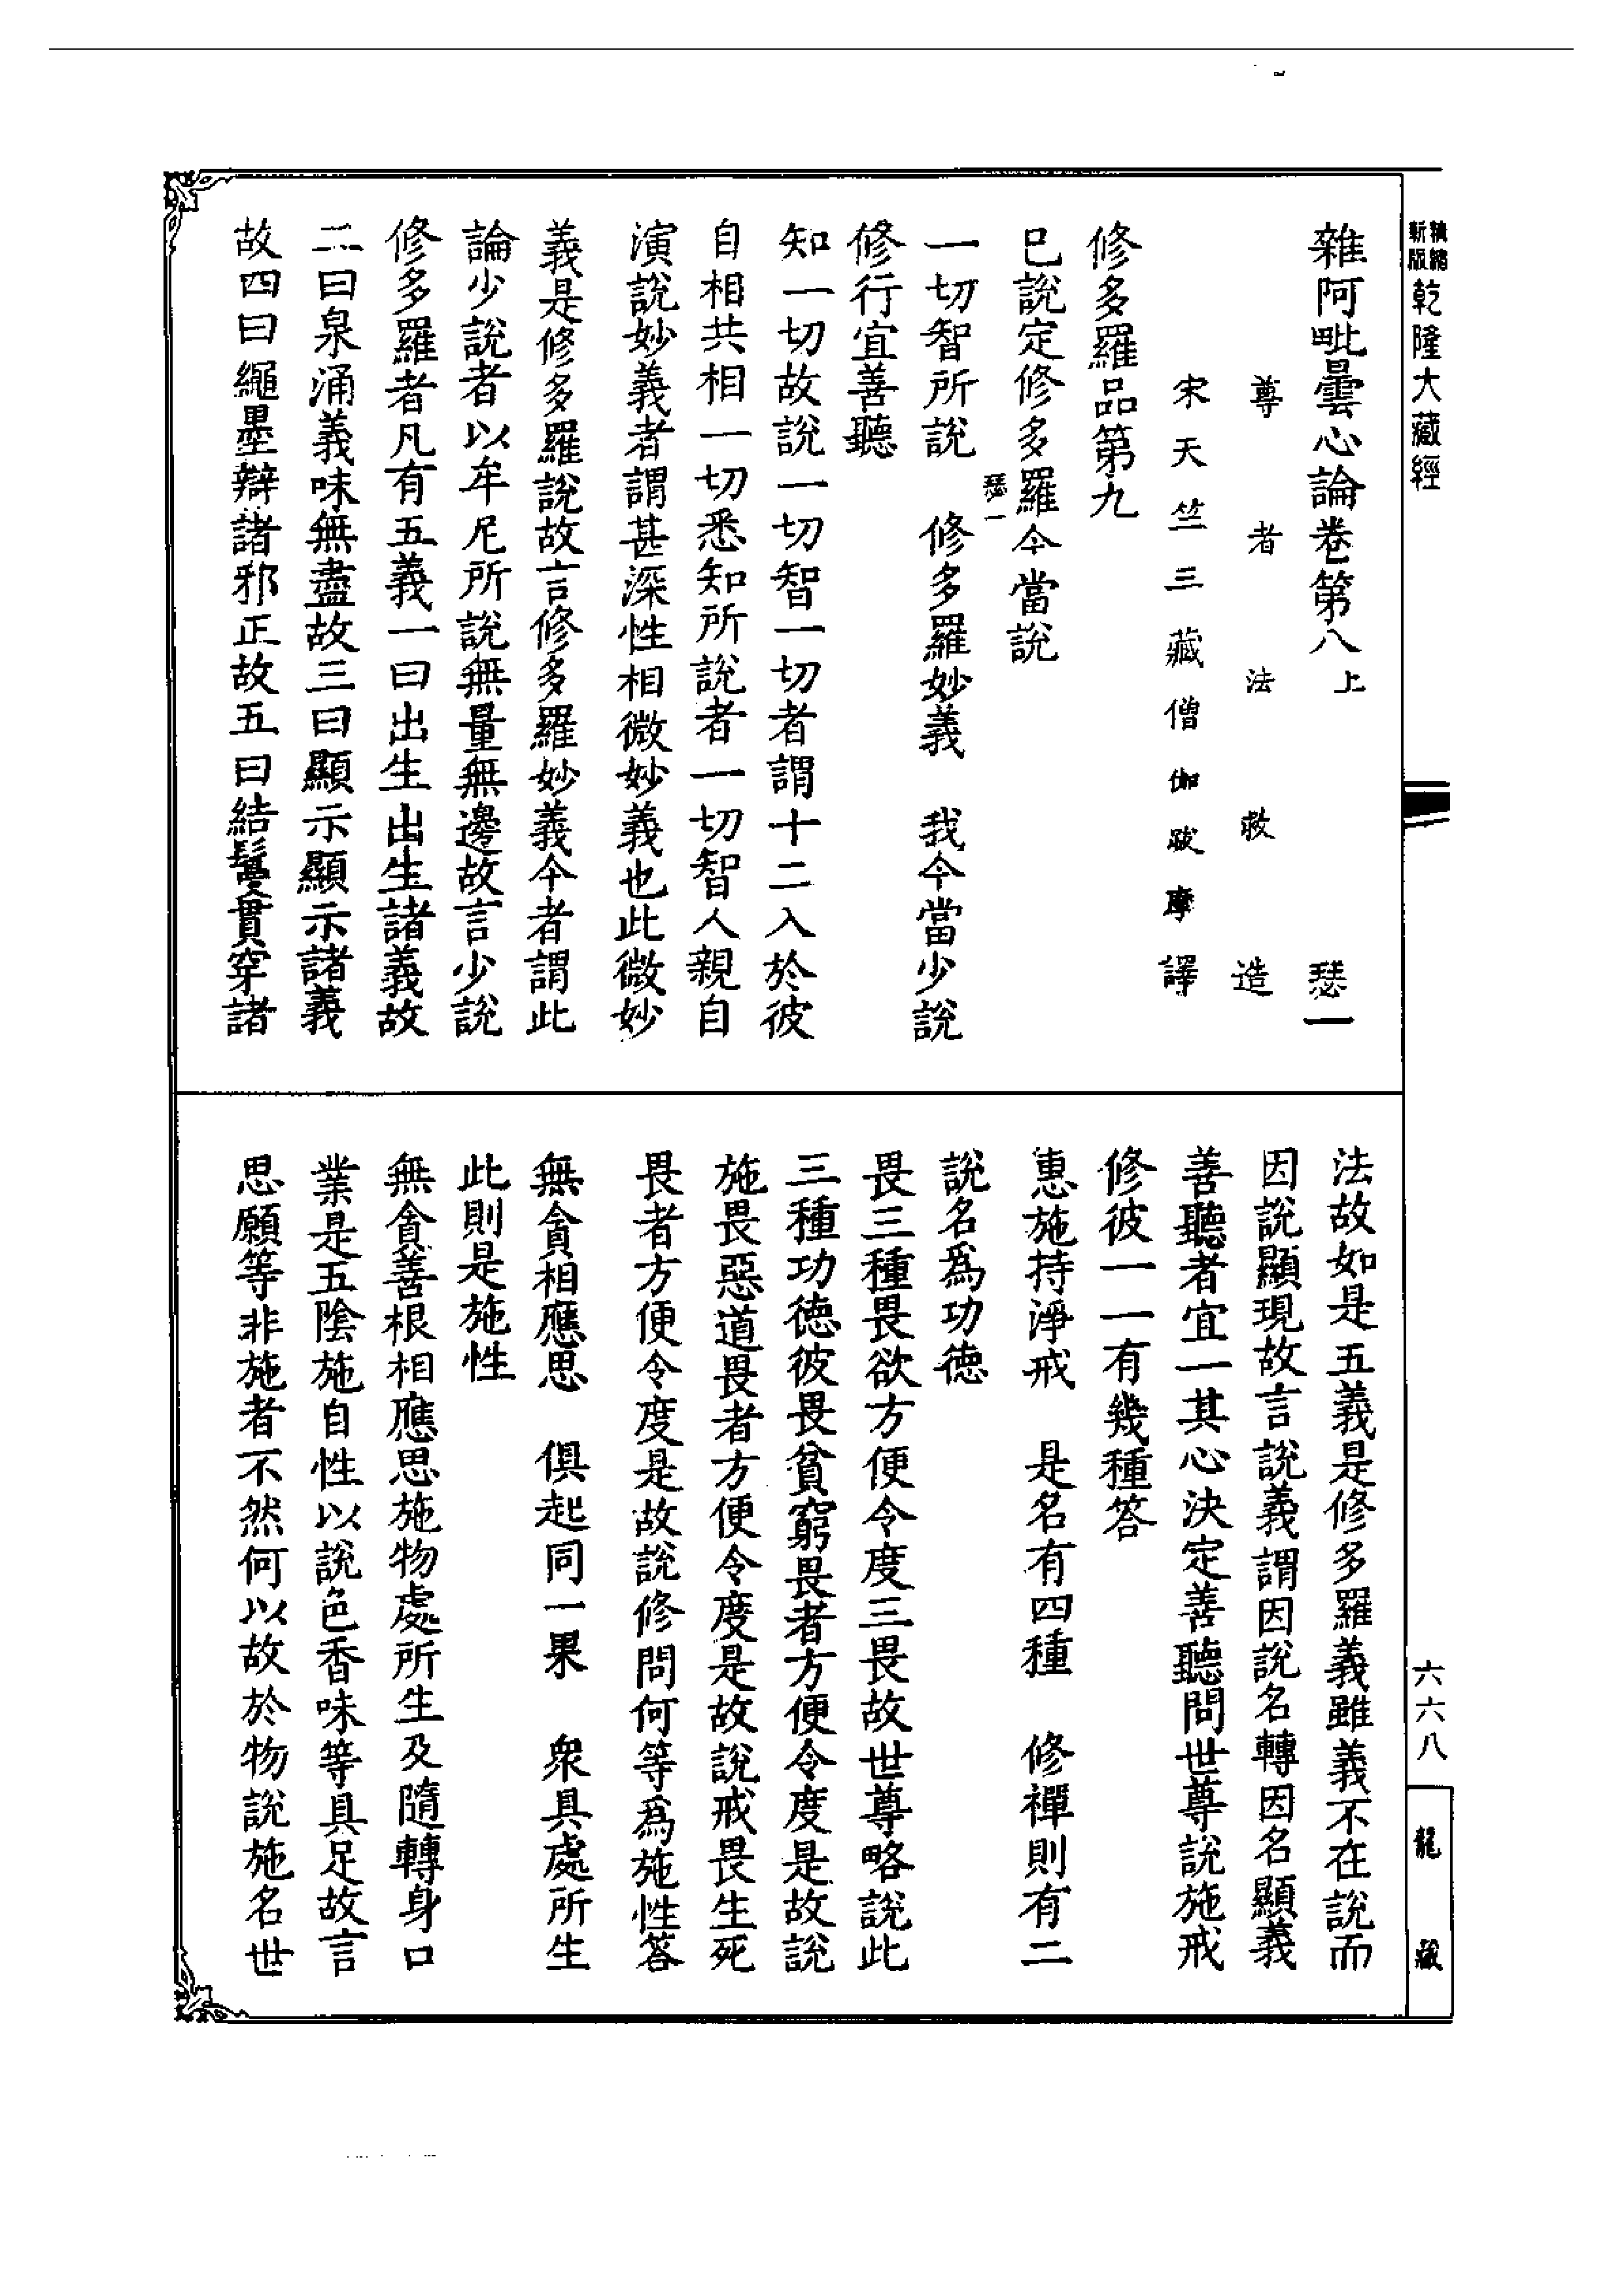 精縮新版乾隆大藏經
雜阿毗曇心論卷第八上 瑟一
尊者法救造
宋天竺三藏僧伽跋摩譯
修多羅品第九
已說定修多羅今當說
瑟一
一切智所說 修多羅妙義 我今當少說
修行宜善聽
知一切故說一切智一切者謂十二入於彼
自相共相一切悉知所說者一切智人親自
演說妙義者謂甚深性相微妙義也此微妙
義是修多羅說故言修多羅妙義今者謂此
論少說者以牟尼所說無量無邊故言少說
修多羅者凡有五義一曰出生出生諸義故
二曰泉涌義味無盡故三曰顯示顯示諸義
故四曰繩墨辯諸邪正故五曰結鬘貫穿諸
法故如是五義是修多羅義雖義不在說而
因說顯現故言說義謂因說名轉因名顯義
善聽者宜一其心決定善聽問世尊說施戒
修彼一一有幾種答
惠施持淨戒 是名有四種 修禪則有二
說名為功德
畏三種畏欲方便令度三畏故世尊略說此
三種功德彼畏貧窮畏者方便令度是故說
施畏惡道畏者方便令度是故說戒畏生死
畏者方便令度是故說修問何等為施性答
無貪相應思 俱起同一果 眾具處所生
此則是施性
無貪善根相應思施物處所生及隨轉身口
業是五陰施自性以說色香味等具足故言
思願等非施者不然何以故於物說施名世
六六八
龍藏